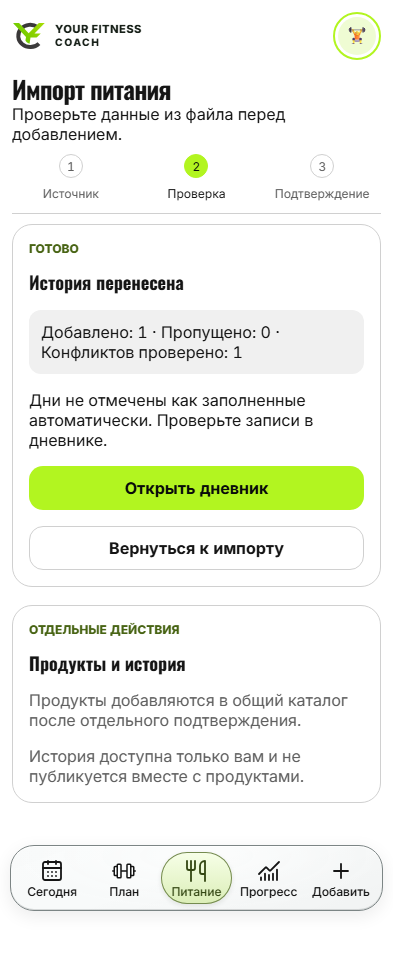 YOUR FITNESS
COACH
Импорт питания
Проверьте данные из файла перед
добавлением.
1
2
3
Источник
Проверка
Подтверждение
ГОТОВО
История перенесена
Добавлено: 1 · Пропущено: 0 ·
Конфликтов проверено: 1
Дни не отмечены как заполненные
автоматически. Проверьте записи в
дневнике.
Открыть дневник
Вернуться к импорту
ОТДЕЛЬНЫЕ ДЕЙСТВИЯ
Продукты и история
Продукты добавляются в общий каталог
после отдельного подтверждения.
История доступна только вам и не
публикуется вместе с продуктами.
Сегодня
План
Питание
Прогресс
Добавить